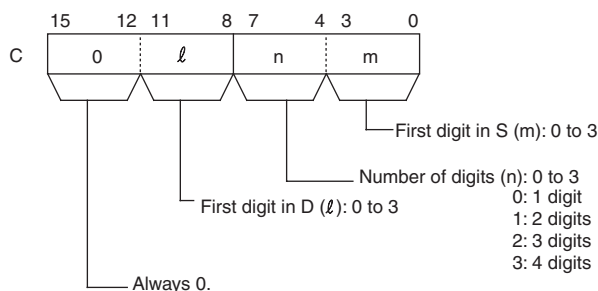 15 12 11 8 7 4 3 0
C 0 ℓ n m
First digit in S (m): 0 to 3
Number of digits (n): 0 to 3
0: 1 digit
1: 2 digits
2: 3 digits
3: 4 digits
First digit in D (ℓ): 0 to 3
Always 0.